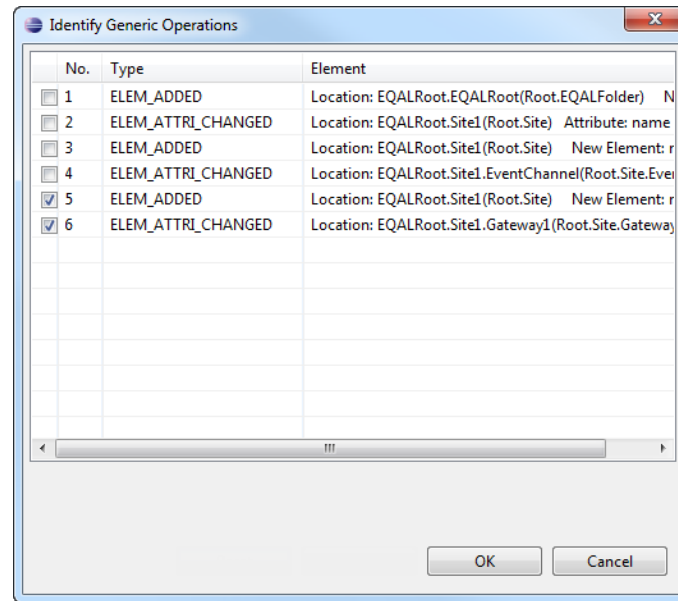 Identify Generic Operations
No. Type Element
1 ELEM_ADDED Location: EQALRoot.EQALRoot(Root.EQALFolder) N
2 ELEM_ATTRI_CHANGED Location: EQALRoot.Site1(Root.Site) Attribute: name
3 ELEM_ADDED Location: EQALRoot.Site1(Root.Site) New Element:
4 ELEM_ATTRI_CHANGED Location: EQALRoot.Site1.EventChannel(Root.Site.Eve
5 ELEM_ADDED Location: EQALRoot.Site1(Root.Site) New Element:
6 ELEM_ATTRI_CHANGED Location: EQALRoot.Site1.Gateway1(Root.Site.Gateway
OK Cancel